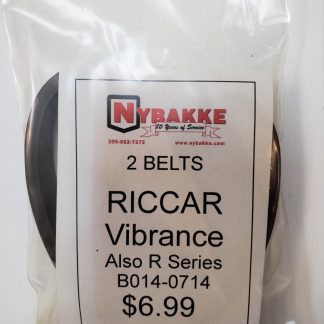 NYBAKKE
30 Years of Service
309-662-7272 www.nybakke.com
2 BELTS
RICCAR
Vibrance
Also R Series
B014-0714
$6.99